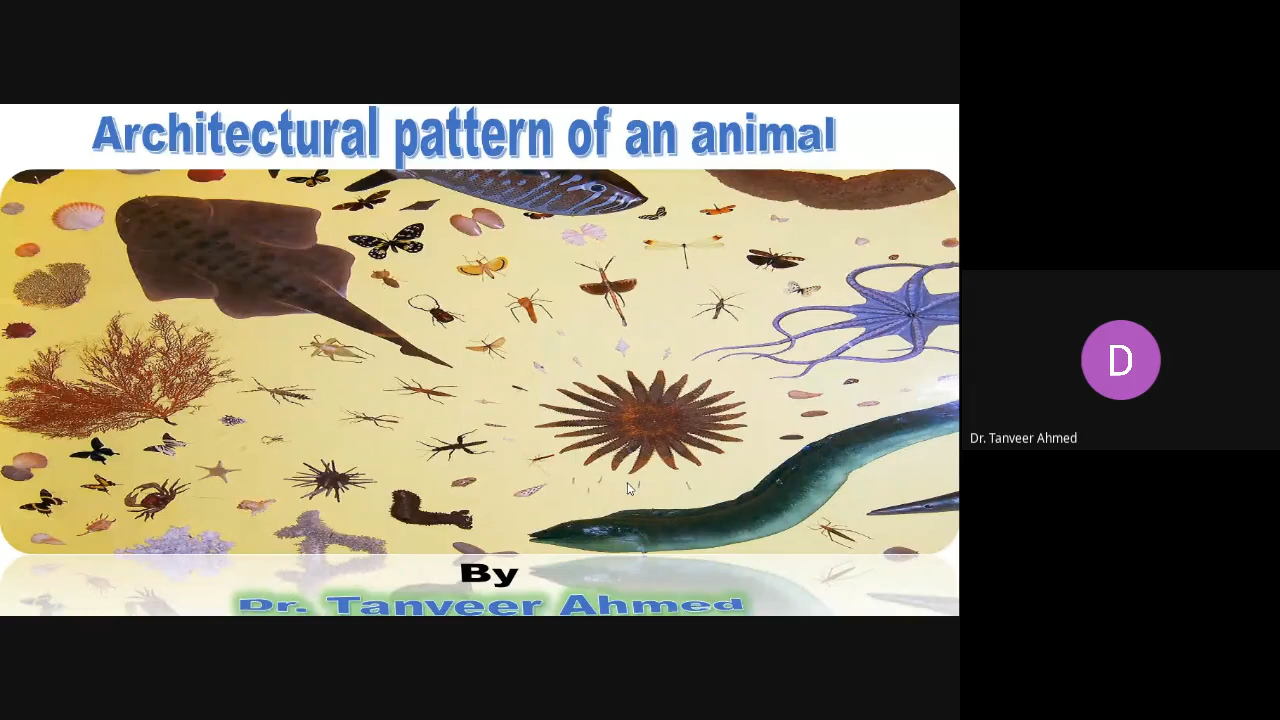 Architectural pattern of an animal
By
Dr. Tanveer Ahmed
D
Dr. Tanveer Ahmed